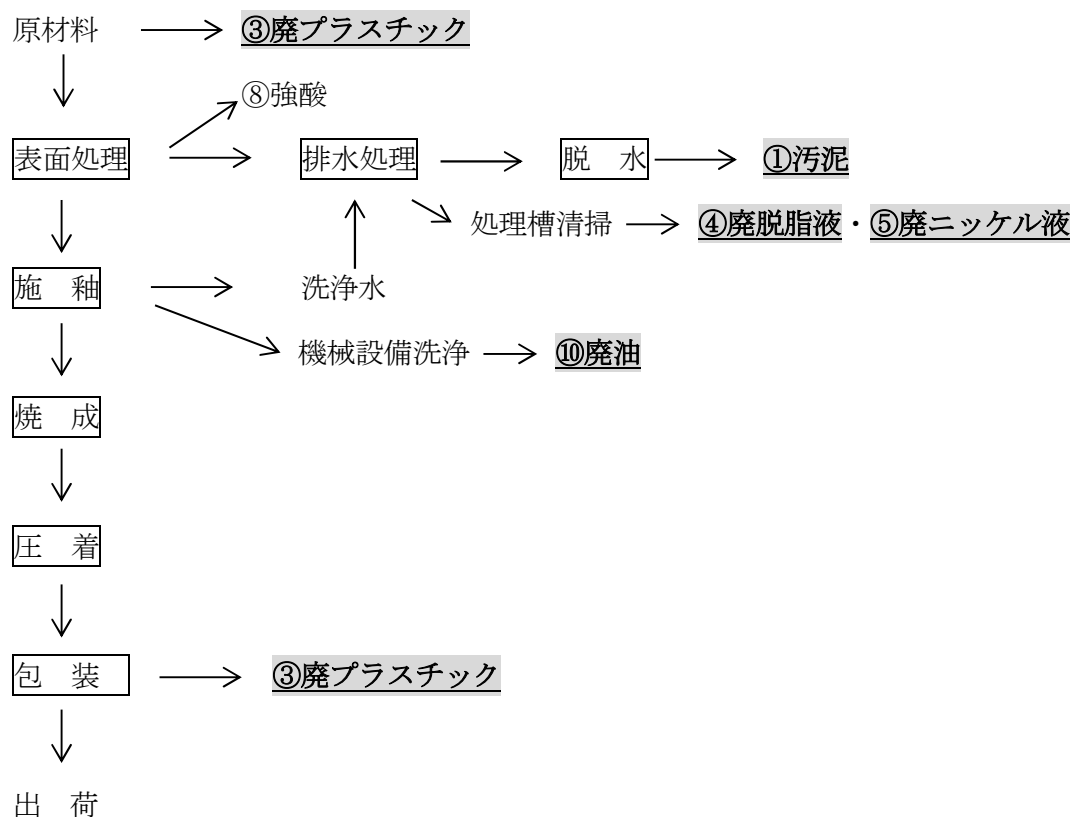 原材料 ③廃プラスチック
⑧強酸
表面処理 排水処理 脱　水 ①汚泥
処理槽清掃 ④廃脱脂液・⑤廃ニッケル液
施　釉 洗浄水
機械設備洗浄 ⑩廃油
焼　成
圧　着
包　装 ③廃プラスチック
出　荷